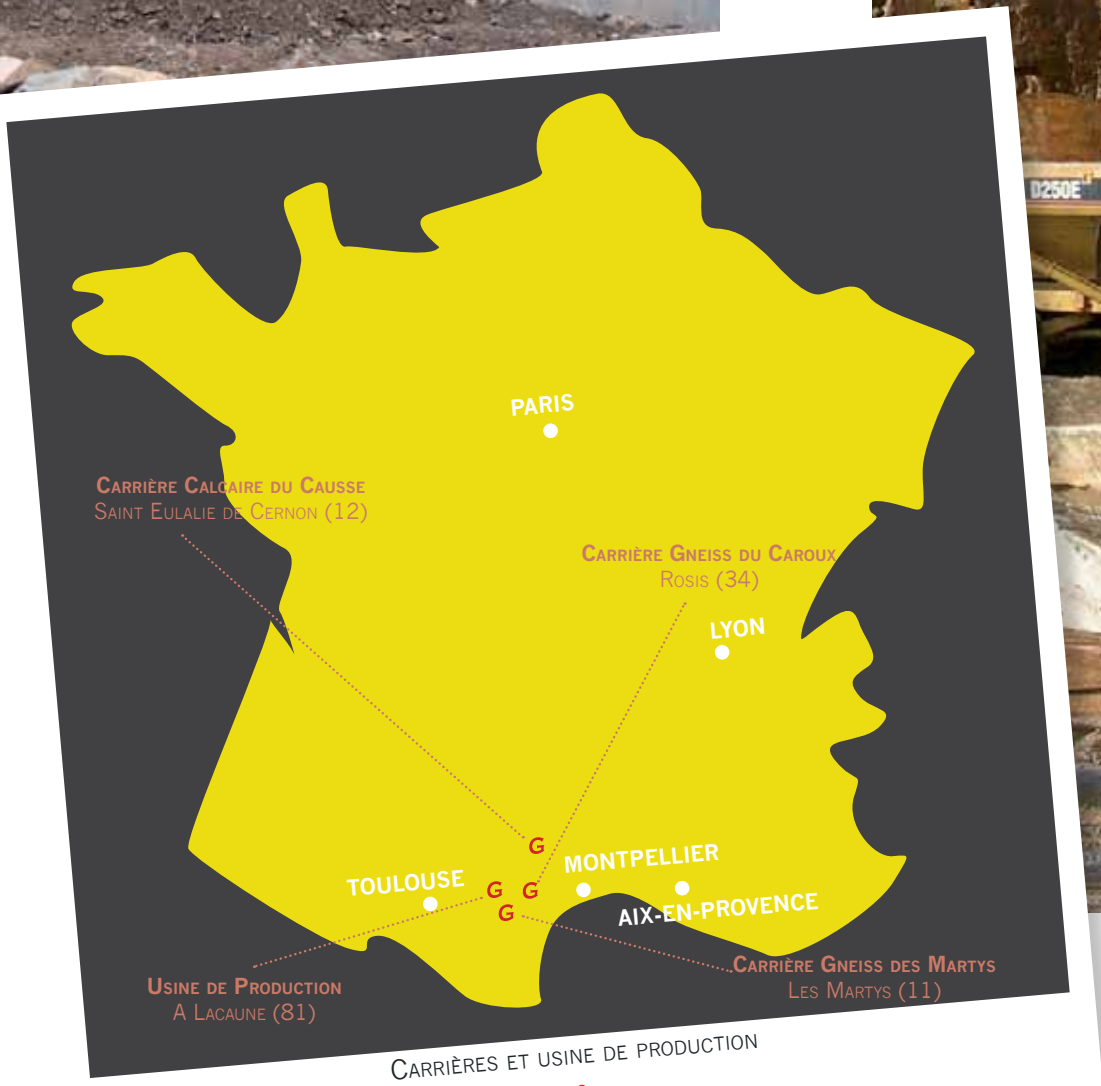 D250E
PARIS
CARRIÈRE CALCAIRE DU CAUSSE
SAINT EULALIE DE CERNON (12)
CARRIÈRE GNEISS DU CAROUX
ROSIS (34)
LYON
G
MONTPELLIER
TOULOUSE
G
G
G
AIX-EN-PROVENCE
CARRIÈRE GNEISS DES MARTYS
LES MARTYS (11)
USINE DE PRODUCTION
A LACAUNE (81)
CARRIÈRES ET USINE DE PRODUCTION